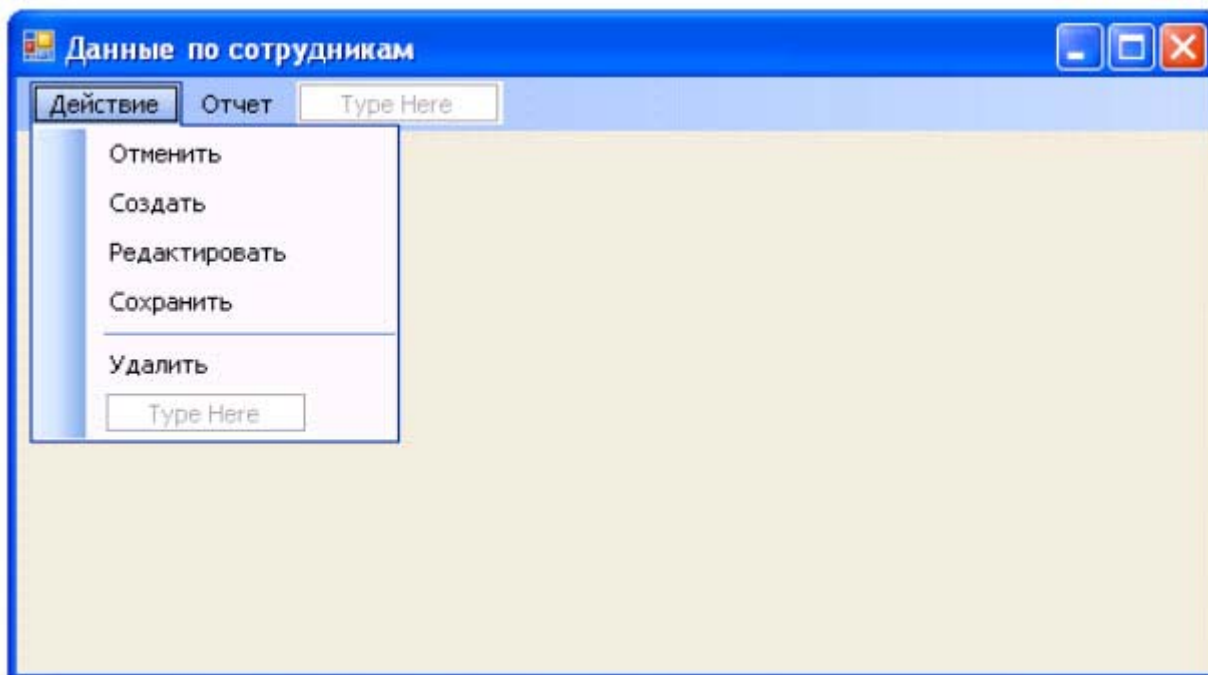 Данные по сотрудникам
Действие Отчет Type Here
Отменить
Создать
Редактировать
Сохранить
Удалить
Type Here